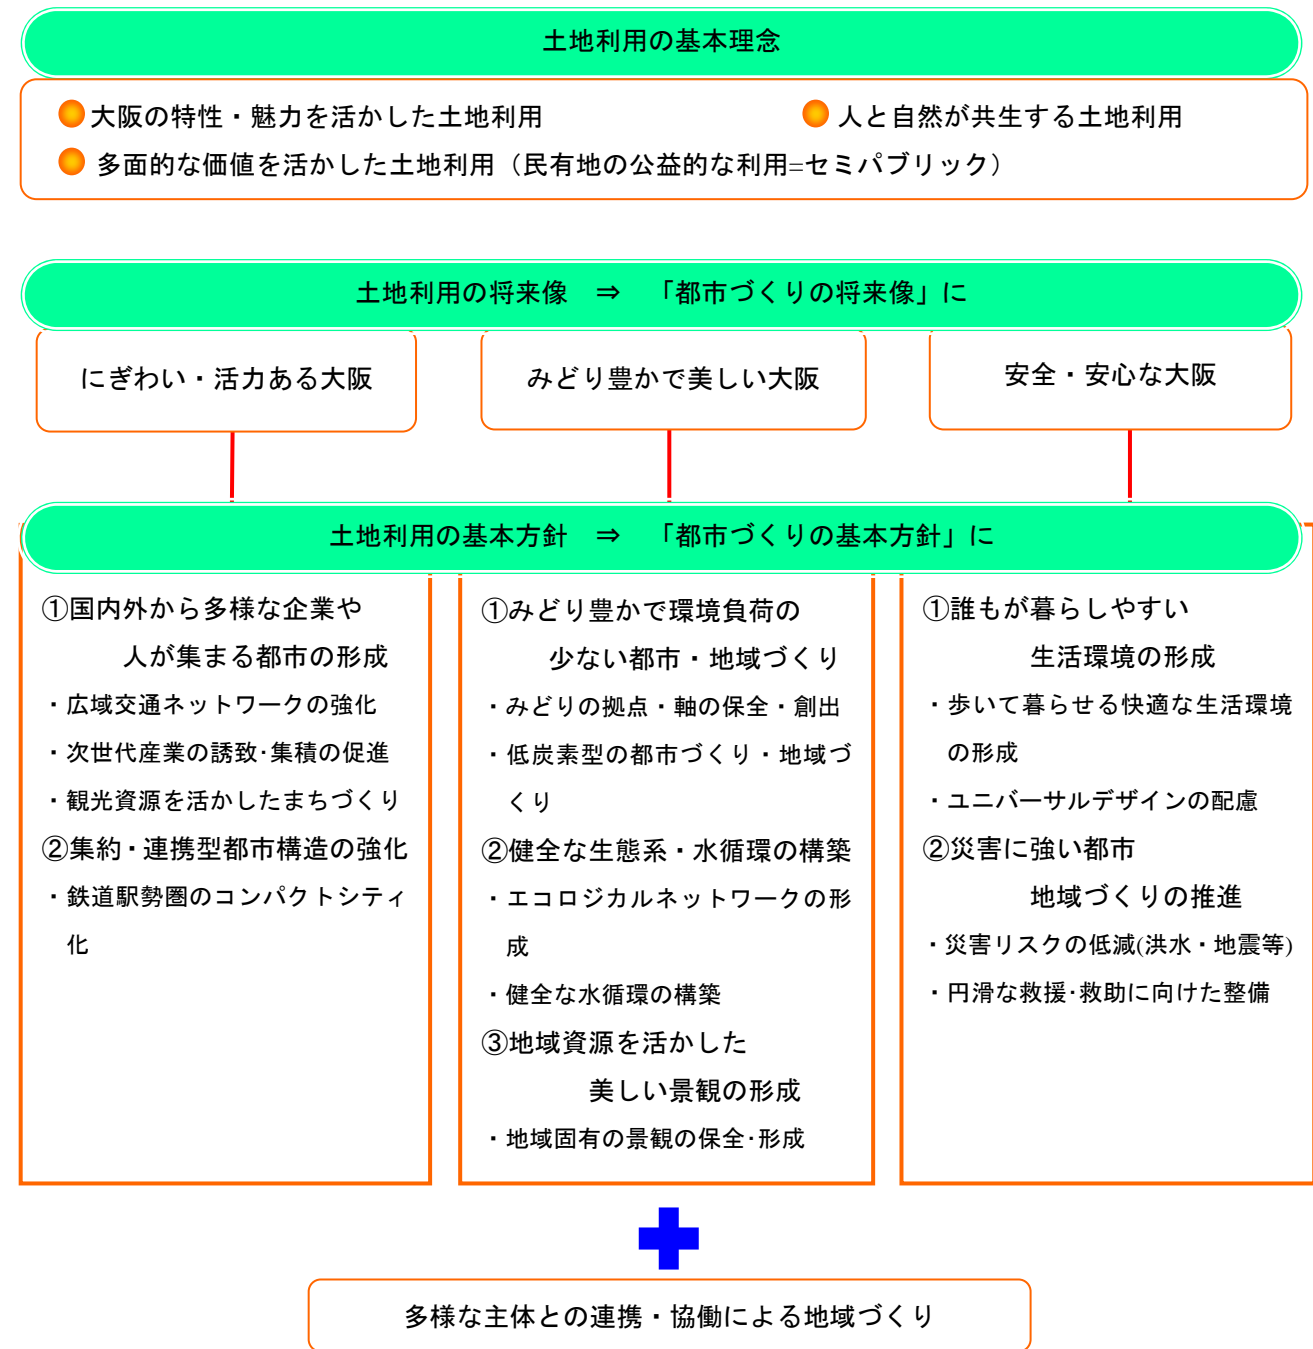 土地利用の基本理念
大阪の特性・魅力を活かした土地利用
人と自然が共生する土地利用
多面的な価値を活かした土地利用（民有地の公益的な利用=セミパブリック）
土地利用の将来像　⇒　「都市づくりの将来像」に
にぎわい・活力ある大阪
みどり豊かで美しい大阪
安全・安心な大阪
土地利用の基本方針　⇒　「都市づくりの基本方針」に
①国内外から多様な企業や
人が集まる都市の形成
・広域交通ネットワークの強化
・次世代産業の誘致･集積の促進
・観光資源を活かしたまちづくり
②集約・連携型都市構造の強化
・鉄道駅勢圏のコンパクトシティ
化
①みどり豊かで環境負荷の
少ない都市・地域づくり
・みどりの拠点・軸の保全・創出
・低炭素型の都市づくり・地域づ
くり
②健全な生態系・水循環の構築
・エコロジカルネットワークの形
成
・健全な水循環の構築
③地域資源を活かした
美しい景観の形成
・地域固有の景観の保全･形成
①誰もが暮らしやすい
生活環境の形成
・歩いて暮らせる快適な生活環境
の形成
・ユニバーサルデザインの配慮
②災害に強い都市
地域づくりの推進
・災害リスクの低減(洪水・地震等)
・円滑な救援･救助に向けた整備
多様な主体との連携・協働による地域づくり